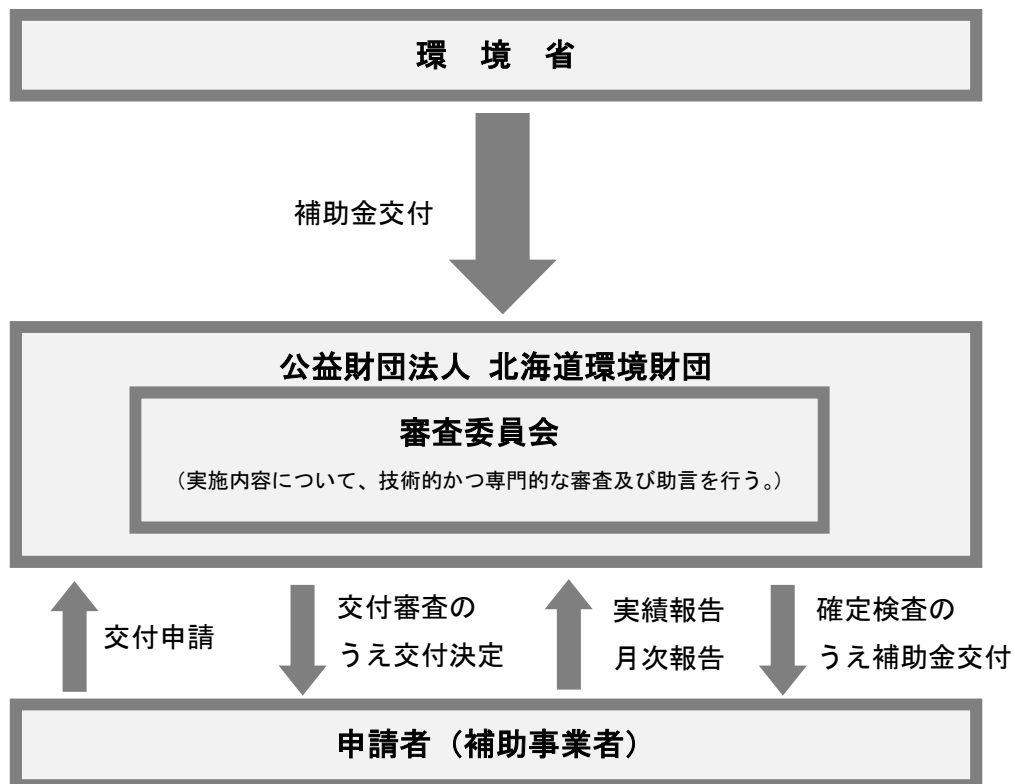 環 境 省
補助金交付
公益財団法人 北海道環境財団
審査委員会
（実施内容について、技術的かつ専門的な審査及び助言を行う。）
交付申請
交付審査の
うえ交付決定
実績報告
月次報告
確定検査の
うえ補助金交付
申請者（補助事業者）